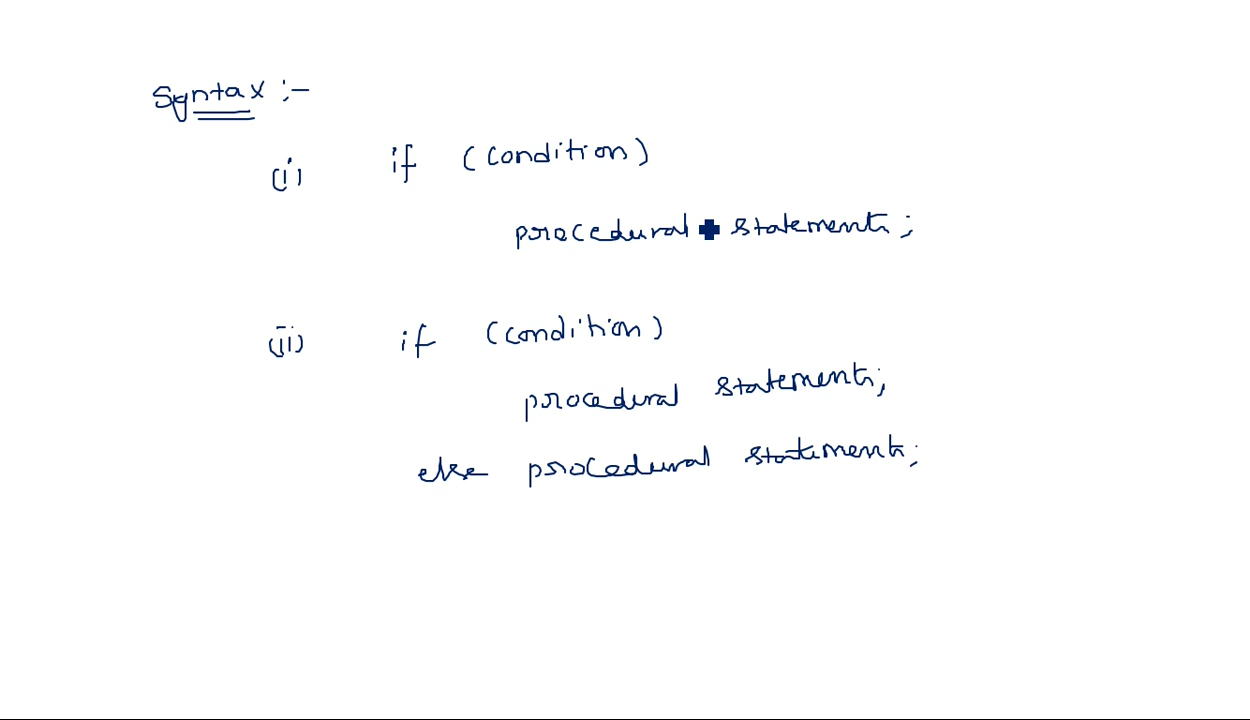 Syntax :-
(i) if (condition)
procedural statement;
(ii) if (condition)
procedural statement;
else procedural statement;